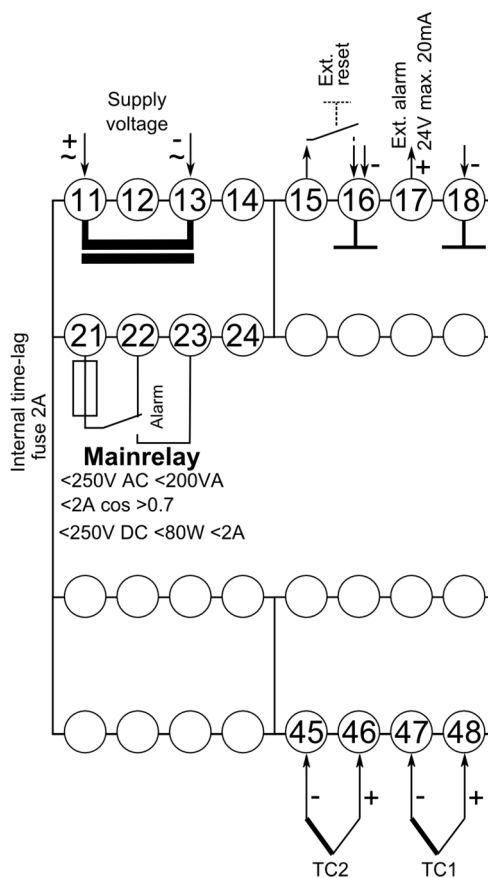 Ext.
reset
Ext. alarm
24V max. 20mA
Supply
voltage
+
~
-
~
-
+
-
11 12 13 14 15 16 17 18
21 22 23 24
Internal time-lag
fuse 2A
Alarm
Mainrelay
<250V AC <200VA
<2A cos >0.7
<250V DC <80W <2A
45 46 47 48
- + - +
TC2 TC1